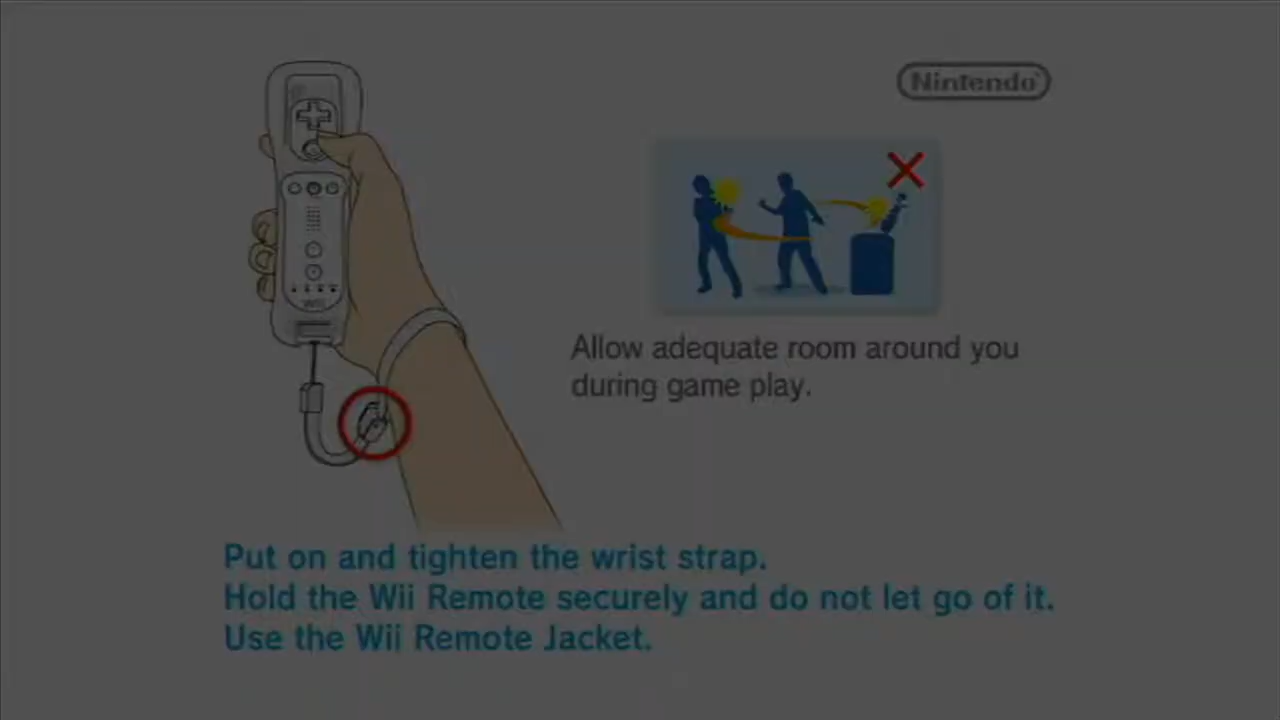 Nintendo
Wii
Allow adequate room around you
during game play.
Put on and tighten the wrist strap.
Hold the Wii Remote securely and do not let go of it.
Use the Wii Remote Jacket.